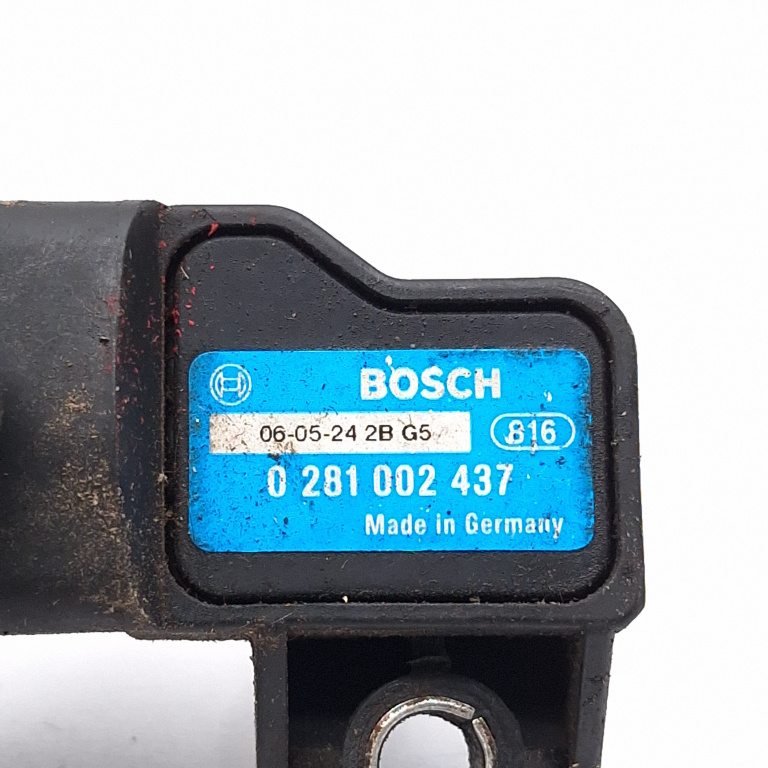 BOSCH
06-05-24 2B G5 816
0 281 002 437
Made in Germany